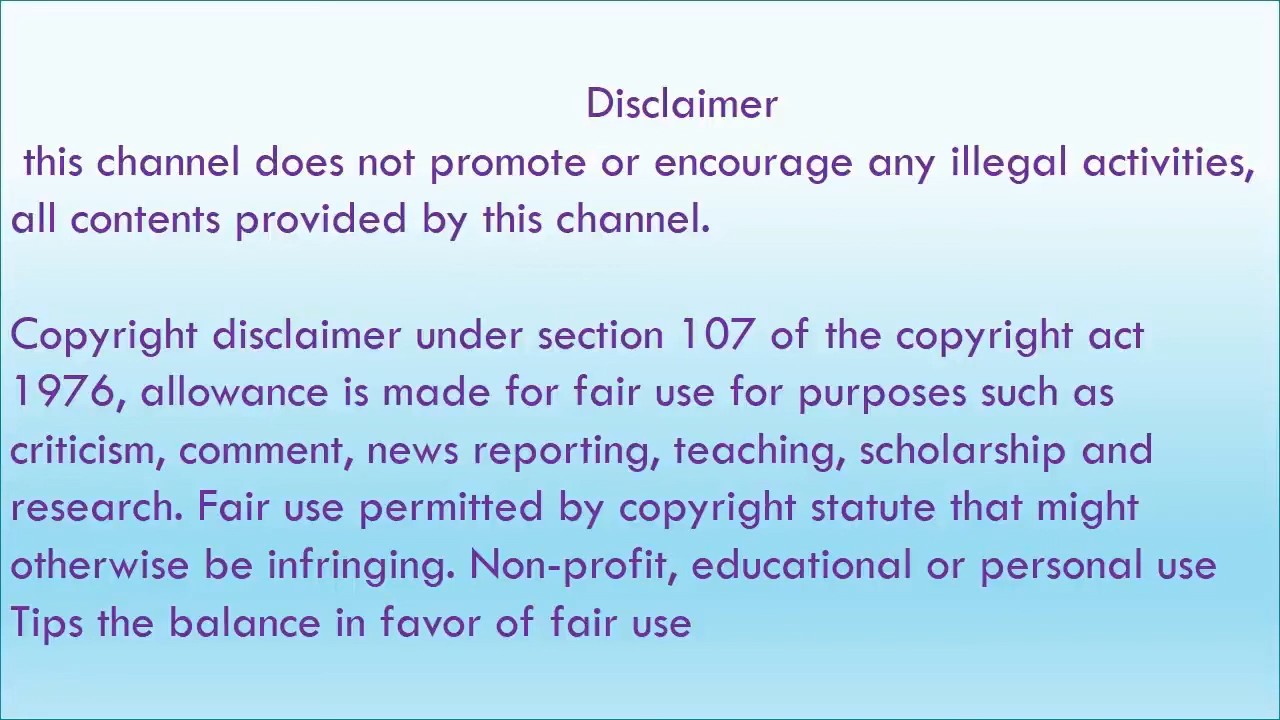 Disclaimer
this channel does not promote or encourage any illegal activities,
all contents provided by this channel.
Copyright disclaimer under section 107 of the copyright act
1976, allowance is made for fair use for purposes such as
criticism, comment, news reporting, teaching, scholarship and
research. Fair use permitted by copyright statute that might
otherwise be infringing. Non-profit, educational or personal use
Tips the balance in favor of fair use